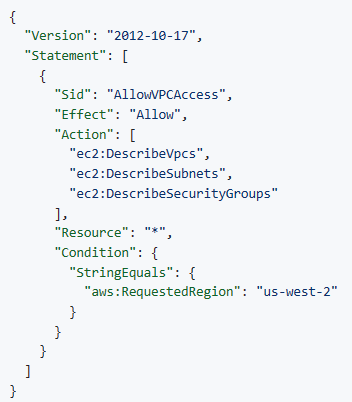 {
  "Version": "2012-10-17",
  "Statement": [
    {
      "Sid": "AllowVPCAccess",
      "Effect": "Allow",
      "Action": [
        "ec2:DescribeVpcs",
        "ec2:DescribeSubnets",
        "ec2:DescribeSecurityGroups"
      ],
      "Resource": "*",
      "Condition": {
        "StringEquals": {
          "aws:RequestedRegion": "us-west-2"
        }
      }
    }
  ]
}